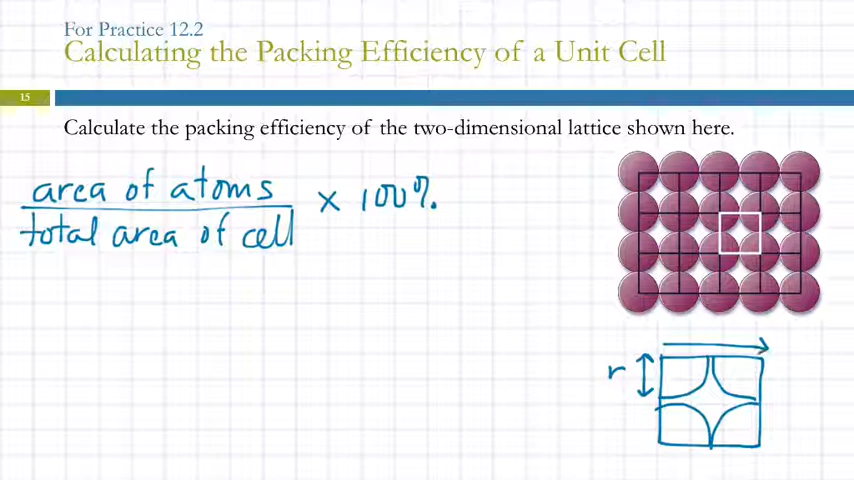 For Practice 12.2
Calculating the Packing Efficiency of a Unit Cell
15
Calculate the packing efficiency of the two-dimensional lattice shown here.
area of atoms
× 100%
total area of cell
r